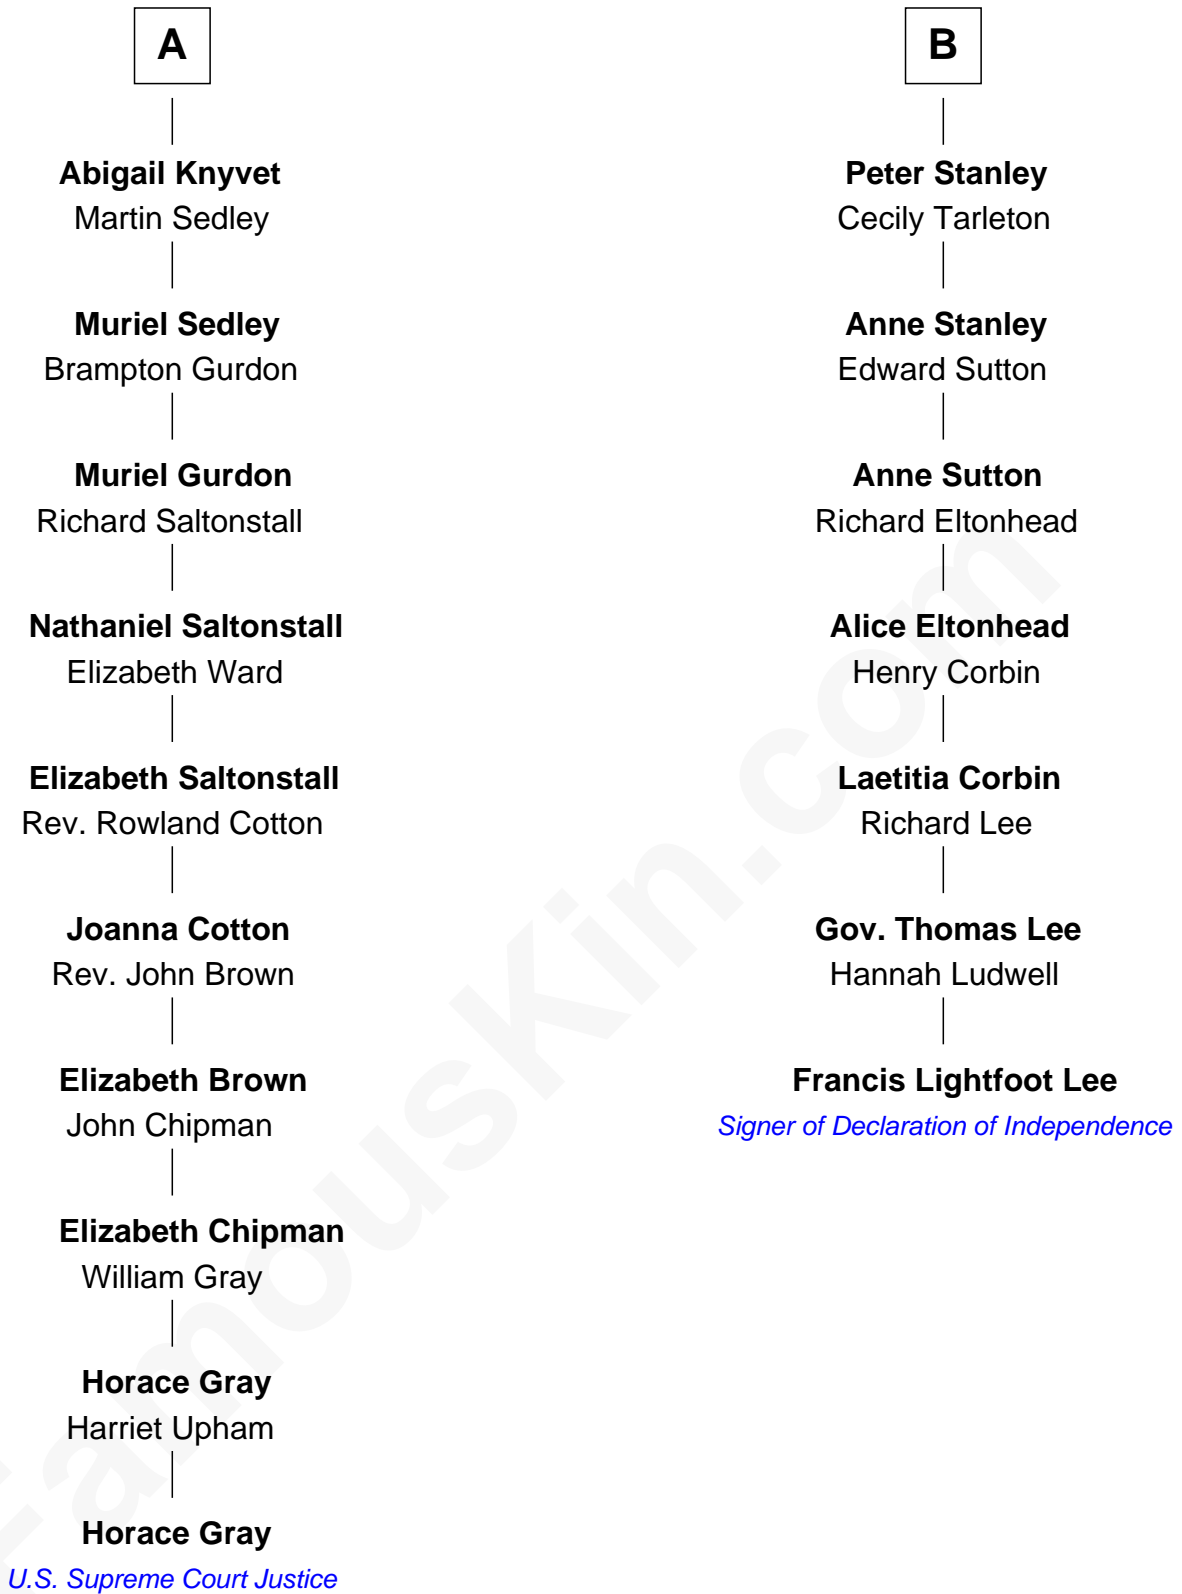 A
Abigail Knyvet
Martin Sedley
Muriel Sedley
Brampton Gurdon
Muriel Gurdon
Richard Saltonstall
Nathaniel Saltonstall
Elizabeth Ward
Elizabeth Saltonstall
Rev. Rowland Cotton
Joanna Cotton
Rev. John Brown
Elizabeth Brown
John Chipman
Elizabeth Chipman
William Gray
Horace Gray
Harriet Upham
Horace Gray
U.S. Supreme Court Justice
B
Peter Stanley
Cecily Tarleton
Anne Stanley
Edward Sutton
Anne Sutton
Richard Eltonhead
Alice Eltonhead
Henry Corbin
Laetitia Corbin
Richard Lee
Gov. Thomas Lee
Hannah Ludwell
Francis Lightfoot Lee
Signer of Declaration of Independence
FamousKin.com